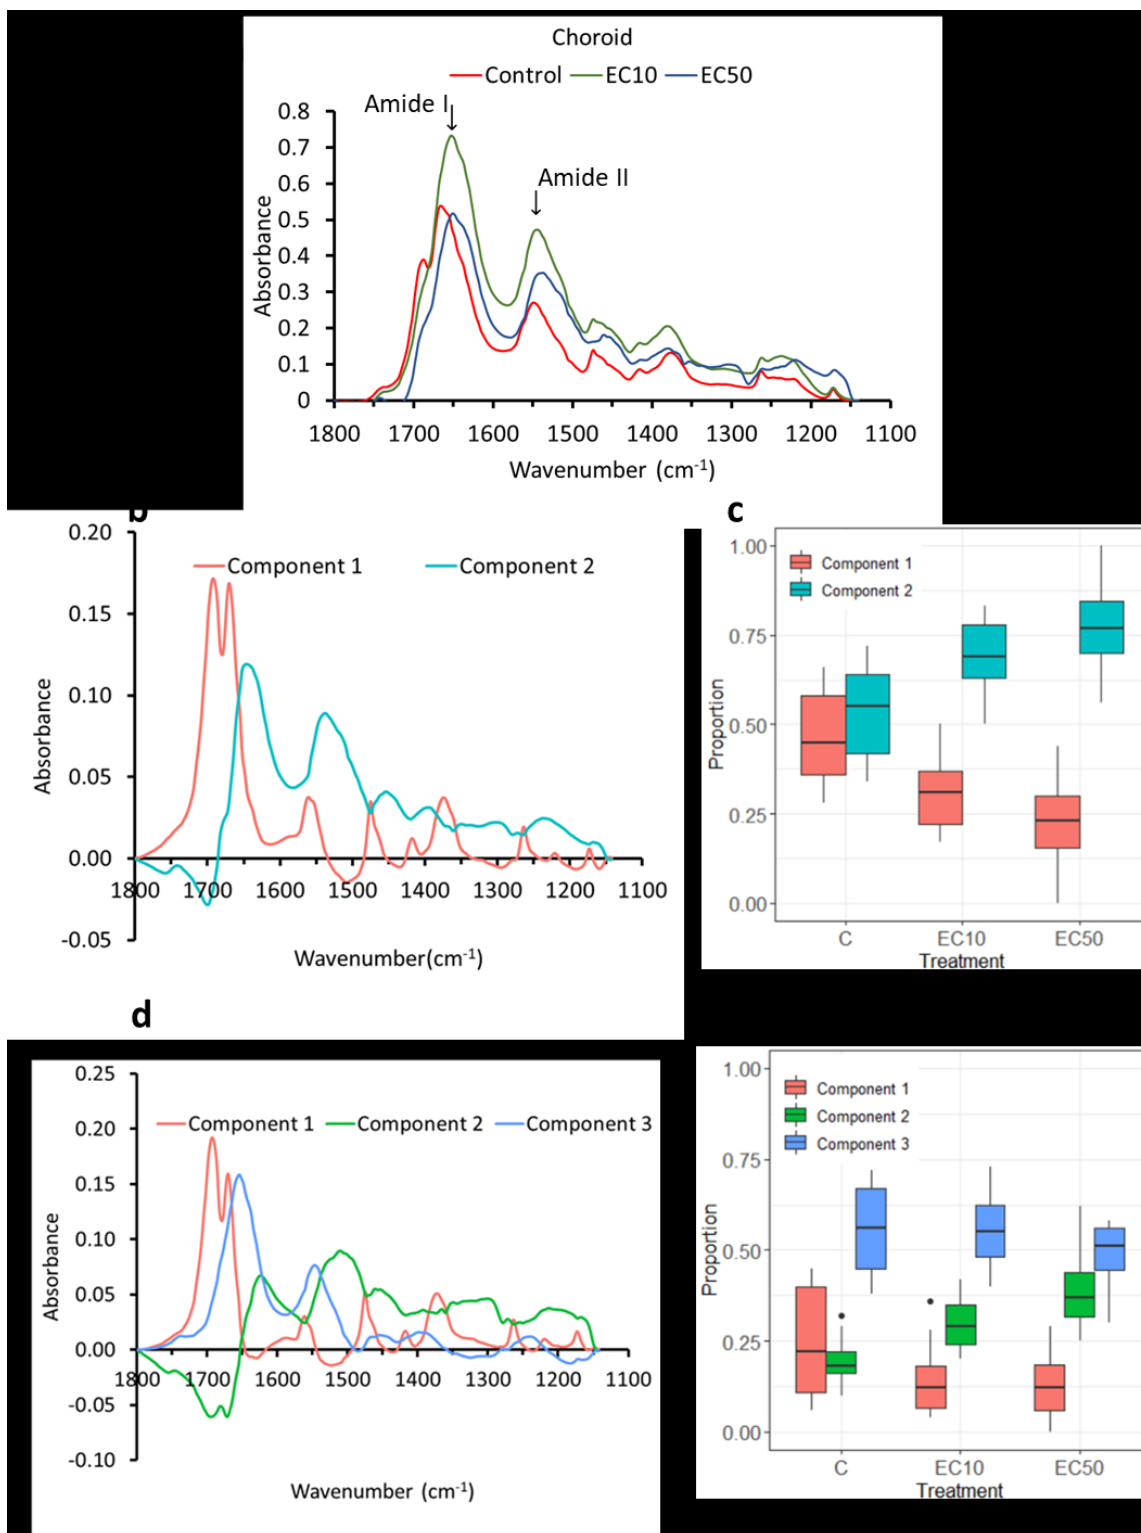 Choroid
Control EC10 EC50
Amide I
Amide II
Absorbance
0.8
0.7
0.6
0.5
0.4
0.3
0.2
0.1
0
1800 1700 1600 1500 1400 1300 1200 1100
Wavenumber (cm-1)
b
Component 1 Component 2
Absorbance
0.20
0.15
0.10
0.05
0.00
-0.05
1800 1700 1600 1500 1400 1300 1200 1100
Wavenumber(cm-1)
c
Component 1
Component 2
Proportion
1.00
0.75
0.50
0.25
0.00
C EC10 EC50
Treatment
d
Component 1 Component 2 Component 3
Absorbance
0.25
0.20
0.15
0.10
0.05
0.00
-0.05
-0.10
1800 1700 1600 1500 1400 1300 1200 1100
Wavenumber (cm-1)
Component 1
Component 2
Component 3
Proportion
1.00
0.75
0.50
0.25
0.00
C EC10 EC50
Treatment